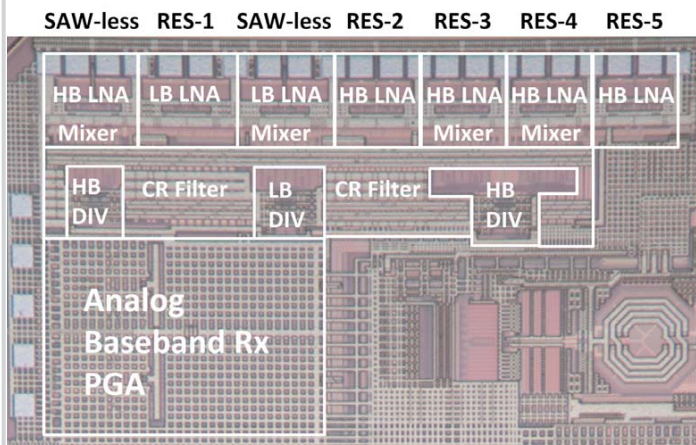 SAW-less RES-1 SAW-less RES-2 RES-3 RES-4 RES-5
HB LNA LB LNA LB LNA HB LNA HB LNA HB LNA HB LNA
Mixer Mixer Mixer Mixer
HB DIV
CR Filter
LB DIV
CR Filter
HB DIV
Analog
Baseband Rx
PGA